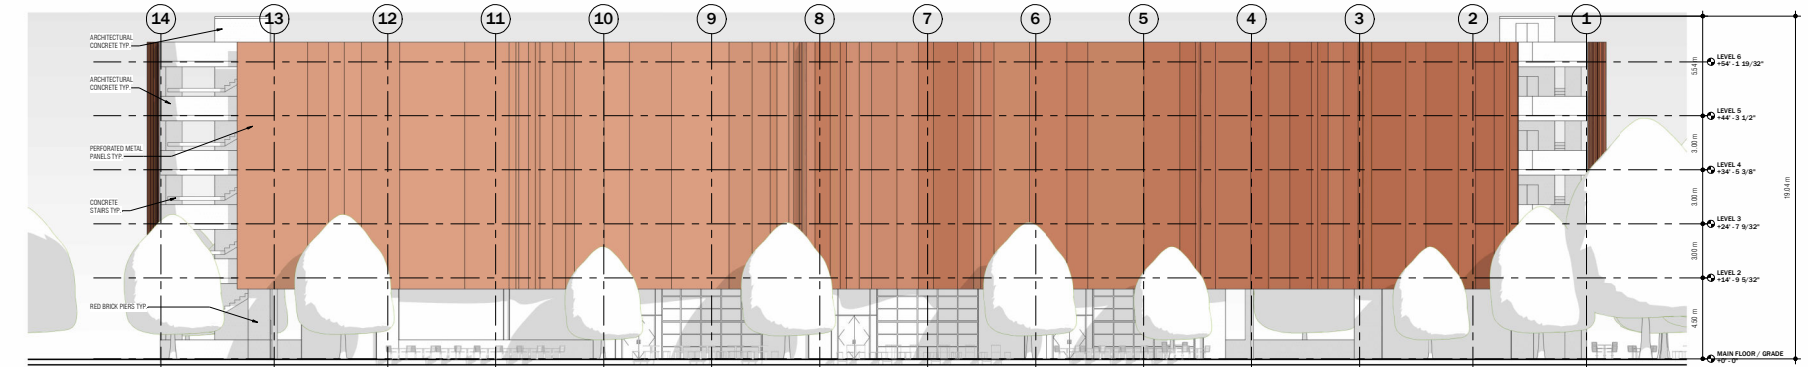 14 13 12 11 10 9 8 7 6 5 4 3 2 1
ARCHITECTURAL
CONCRETE TYP.
ARCHITECTURAL
CONCRETE TYP.
PERFORATED METAL
PANELS TYP.
CONCRETE
STAIRS TYP.
RED BRICK PIERS TYP.
LEVEL 6
+54' - 1 19/32"
5.54 m
LEVEL 5
+44' - 3 1/2"
3.00 m
LEVEL 4
+34' - 5 3/8"
3.00 m
19.04 m
LEVEL 3
+24' - 7 9/32"
3.00 m
LEVEL 2
+14' - 9 5/32"
4.50 m
MAIN FLOOR / GRADE
+0' - 0"